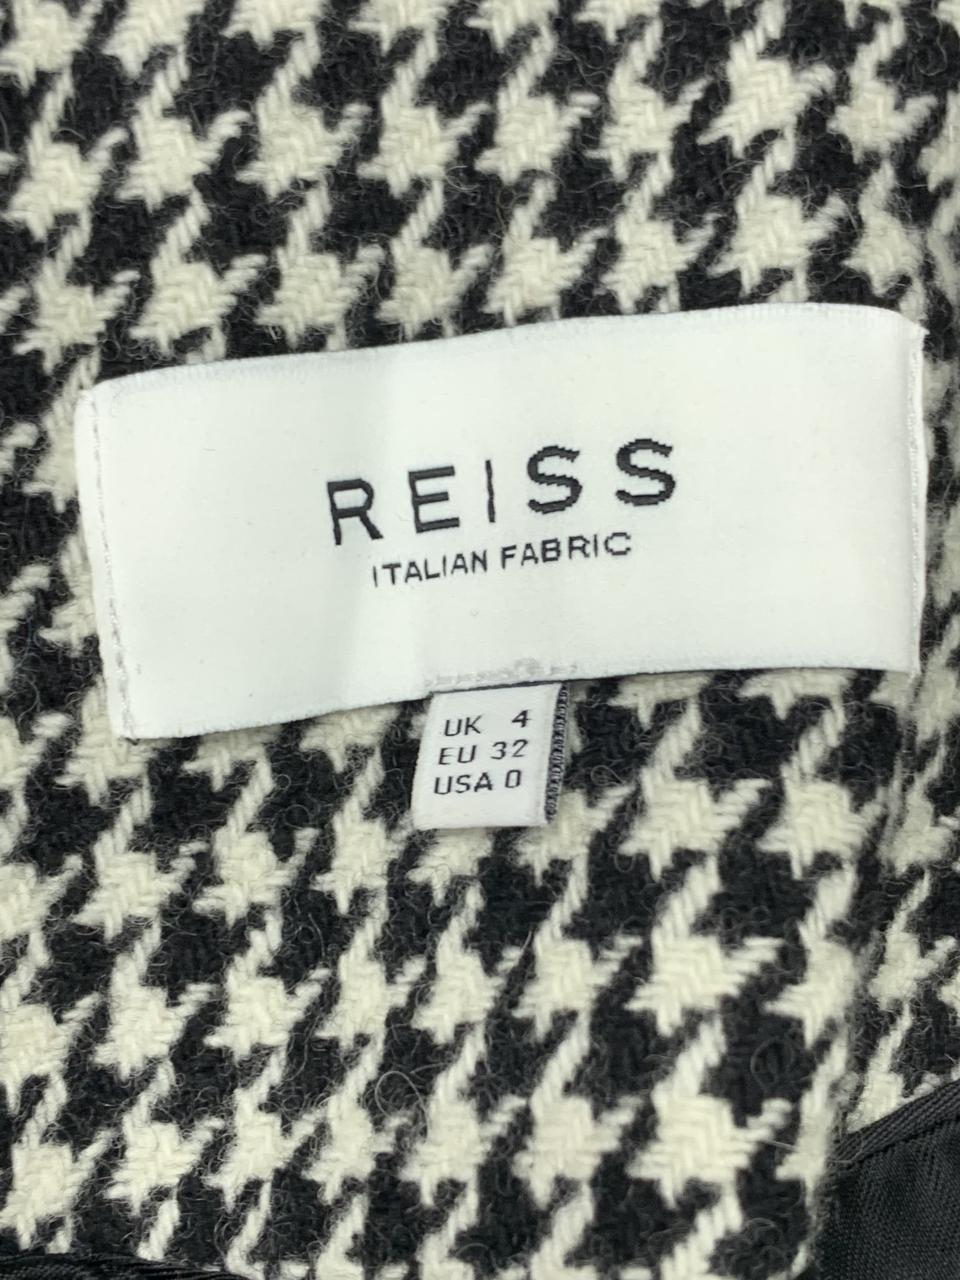 REISS
ITALIAN FABRIC
UK 4
EU 32
USA 0